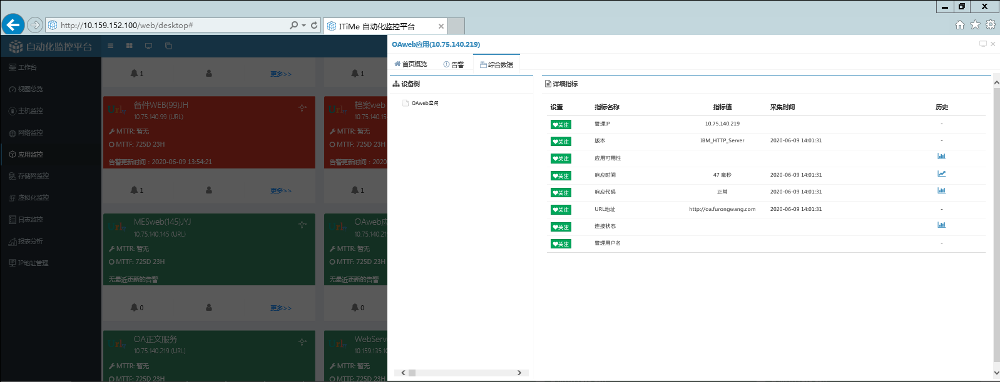 http://10.159.152.100/web/desktop#
ITiMe 自动化监控平台
自动化监控平台
工作台
视图总览
主机监控
网络监控
应用监控
存储网监控
虚拟化监控
日志监控
报表分析
IP地址管理
1
更多>>
1
Url
备件WEB(99)JH
10.75.140.99 (URL)
MTTR: 暂无
MTTF: 725D 23H
告警更新时间：2020-06-09 13:54:21
Url
档案web
10.75.140.15
MTTR: 暂无
MTTF: 725D 23H
告警更新时间：2020
1
更多>>
1
Url
MESweb(145)JYJ
10.75.140.145 (URL)
MTTR: 暂无
MTTF: 725D 23H
无最近更新的告警
Url
OAweb应
10.75.140.21
MTTR: 暂无
MTTF: 725D 23H
无最近更新的告警
0
更多>>
0
Url
OA正文服务
10.75.140.219 (URL)
MTTR: 暂无
MTTF: 725D 23H
Url
WebServ
10.159.135.10
MTTR: 暂无
MTTF: 725D 23H
OAweb应用(10.75.140.219)
首页概览 告警 综合数据
设备树
OAweb应用
详细指标
设置 指标名称 指标值 采集时间 历史
关注 管理IP 10.75.140.219 -
关注 版本 IBM_HTTP_Server 2020-06-09 14:01:31 -
关注 应用可用性
关注 响应时间 47 毫秒 2020-06-09 14:01:31
关注 响应代码 正常 2020-06-09 14:01:31
关注 URL地址 http://oa.furongwang.com 2020-06-09 14:01:31 -
关注 连接状态
关注 管理用户名 -